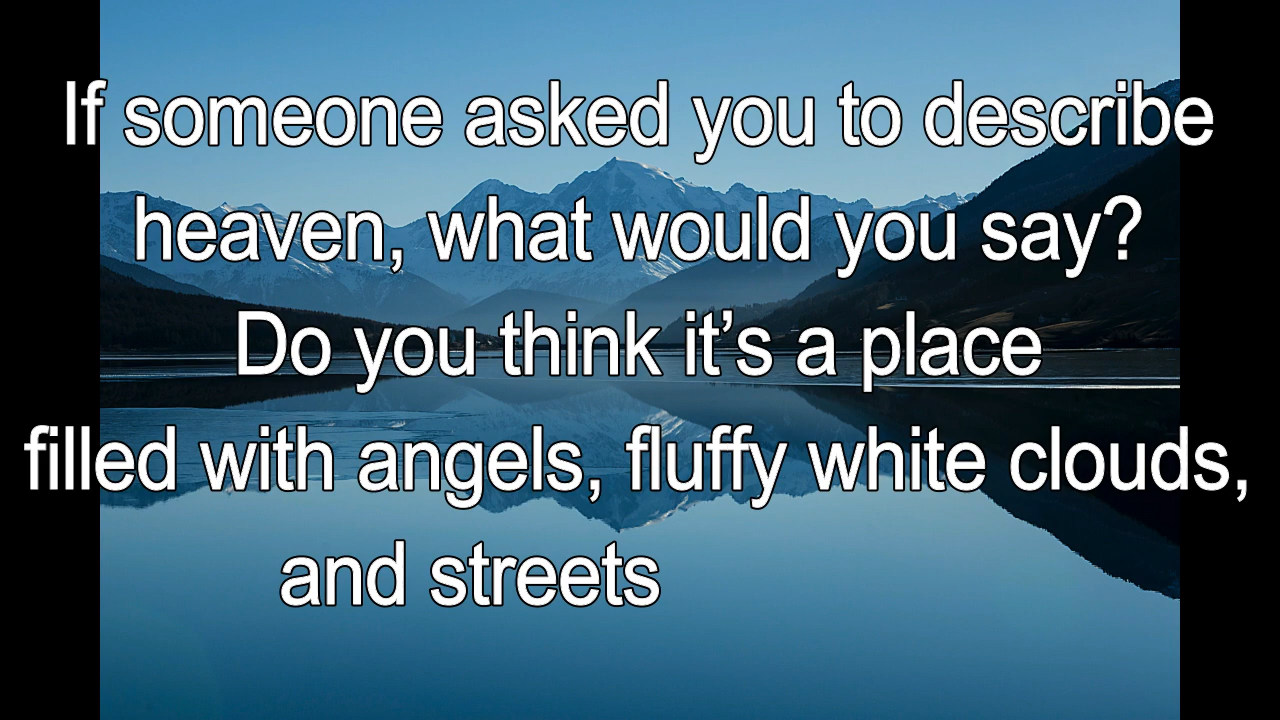 If someone asked you to describe
heaven, what would you say?
Do you think it’s a place
filled with angels, fluffy white clouds,
and streets